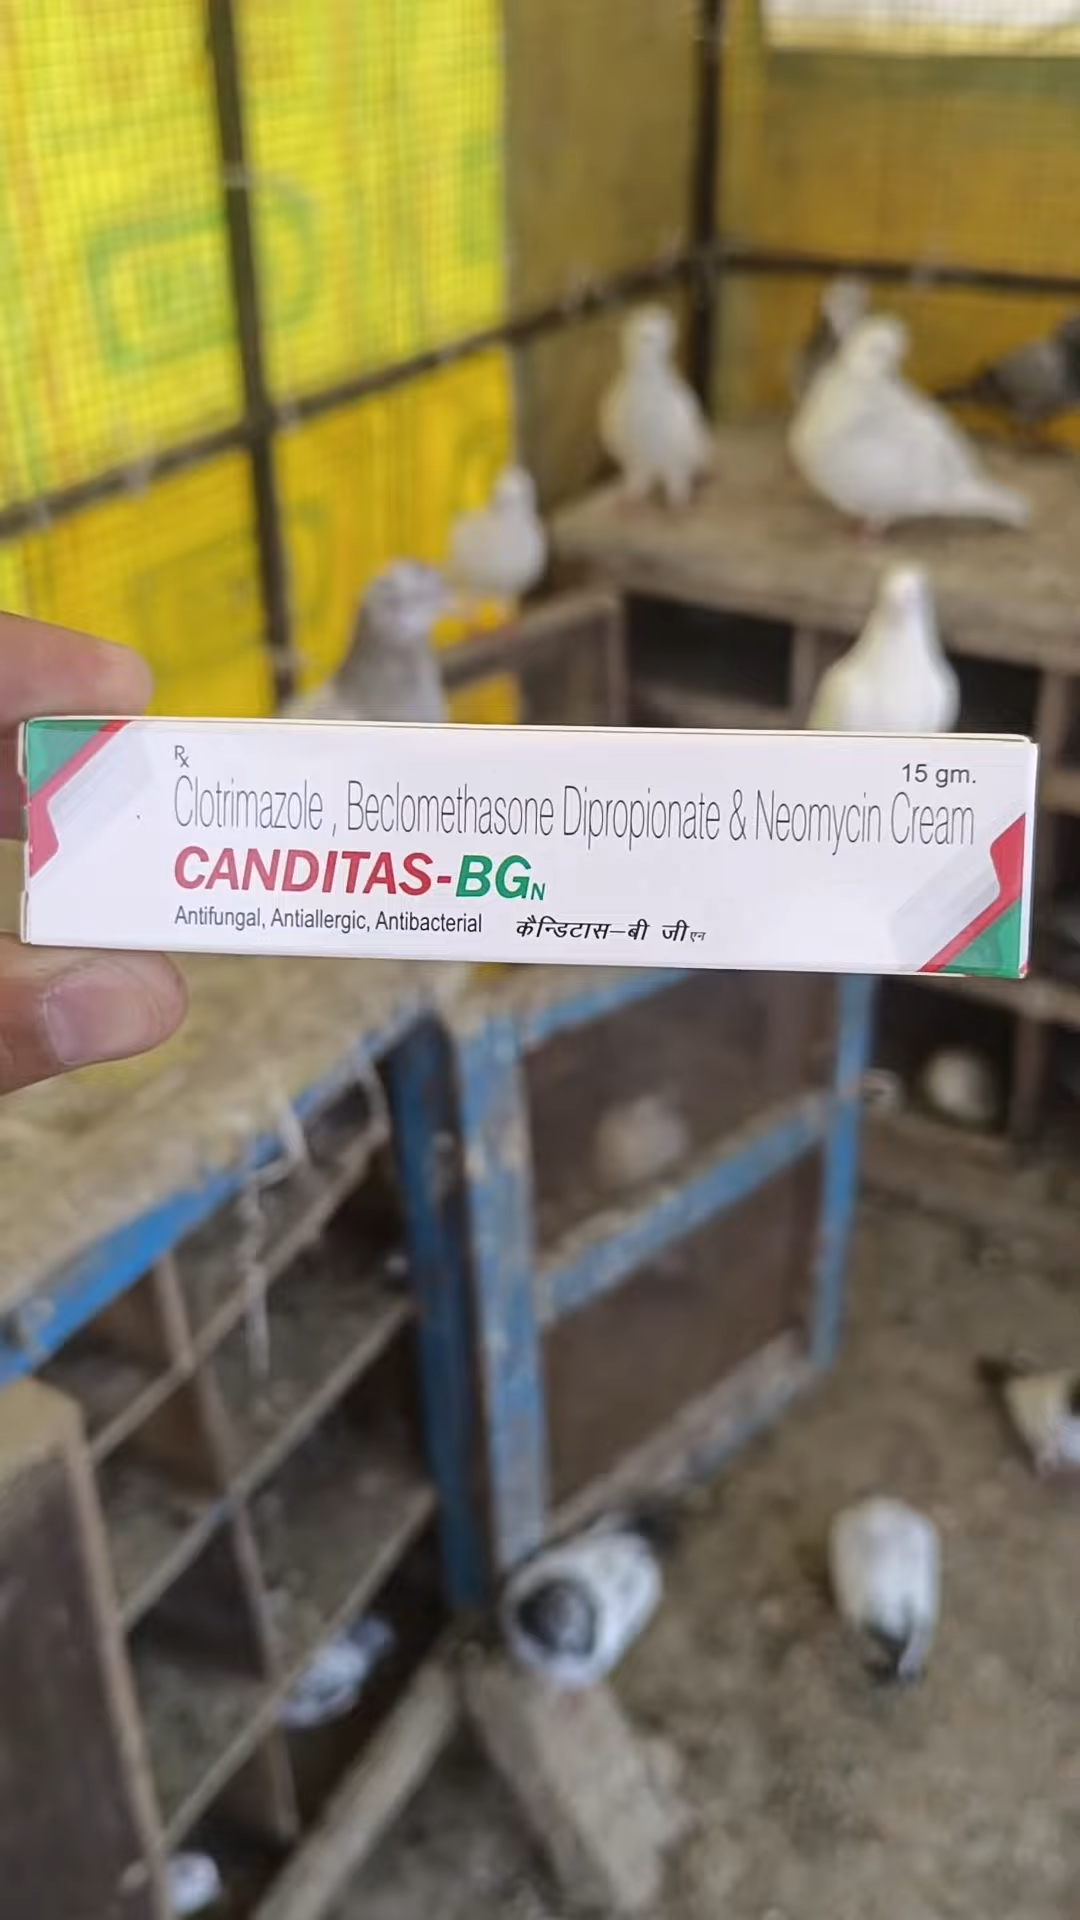 Rx
15 gm.
Clotrimazole , Beclomethasone Dipropionate & Neomycin Cream
CANDITAS-BGN
Antifungal, Antiallergic, Antibacterial कैन्डिटास–बी जी एन